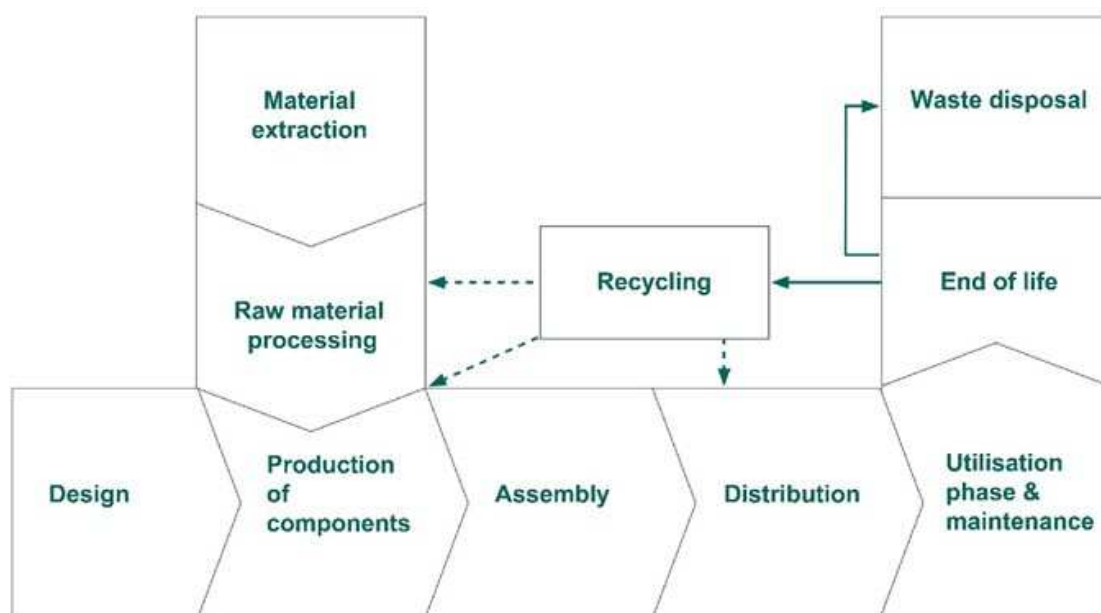 Material
extraction
Waste disposal
Recycling
End of life
Raw material
processing
Design
Production
of
components
Assembly
Distribution
Utilisation
phase &
maintenance